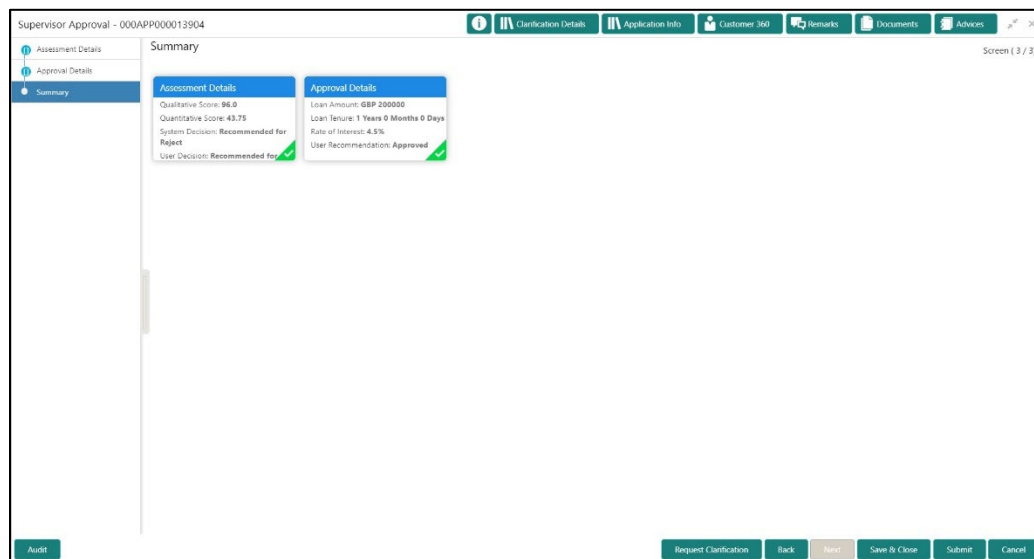 Supervisor Approval - 000APP000013904
Clarification Details
Application Info
Customer 360
Remarks
Documents
Advices
Assessment Details
Approval Details
Summary
Summary
Screen ( 3 / 3)
Assessment Details
Qualitative Score: 96.0
Quantitative Score: 43.75
System Decision: Recommended for
Reject
User Decision: Recommended for
Approval Details
Loan Amount: GBP 200000
Loan Tenure: 1 Years 0 Months 0 Days
Rate of Interest: 4.5%
User Recommendation: Approved
Audit
Request Clarification
Back
Next
Save & Close
Submit
Cancel